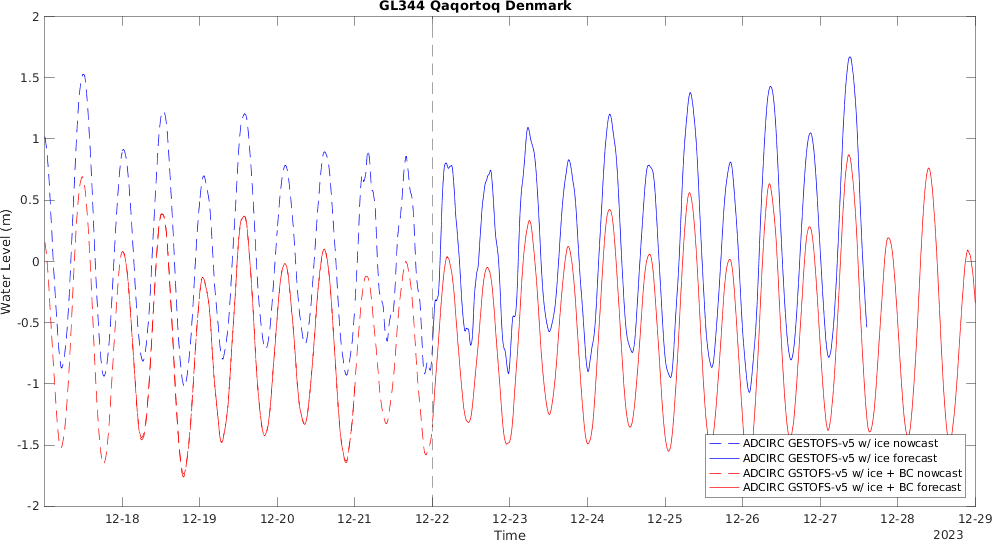 GL344 Qaqortoq Denmark
Water Level (m)
2
1.5
1
0.5
0
-0.5
-1
-1.5
-2
ADCIRC GESTOFS-v5 w/ ice nowcast
ADCIRC GESTOFS-v5 w/ ice forecast
ADCIRC GSTOFS-v5 w/ ice + BC nowcast
ADCIRC GSTOFS-v5 w/ ice + BC forecast
12-18 12-19 12-20 12-21 12-22 12-23 12-24 12-25 12-26 12-27 12-28 12-29
Time
2023